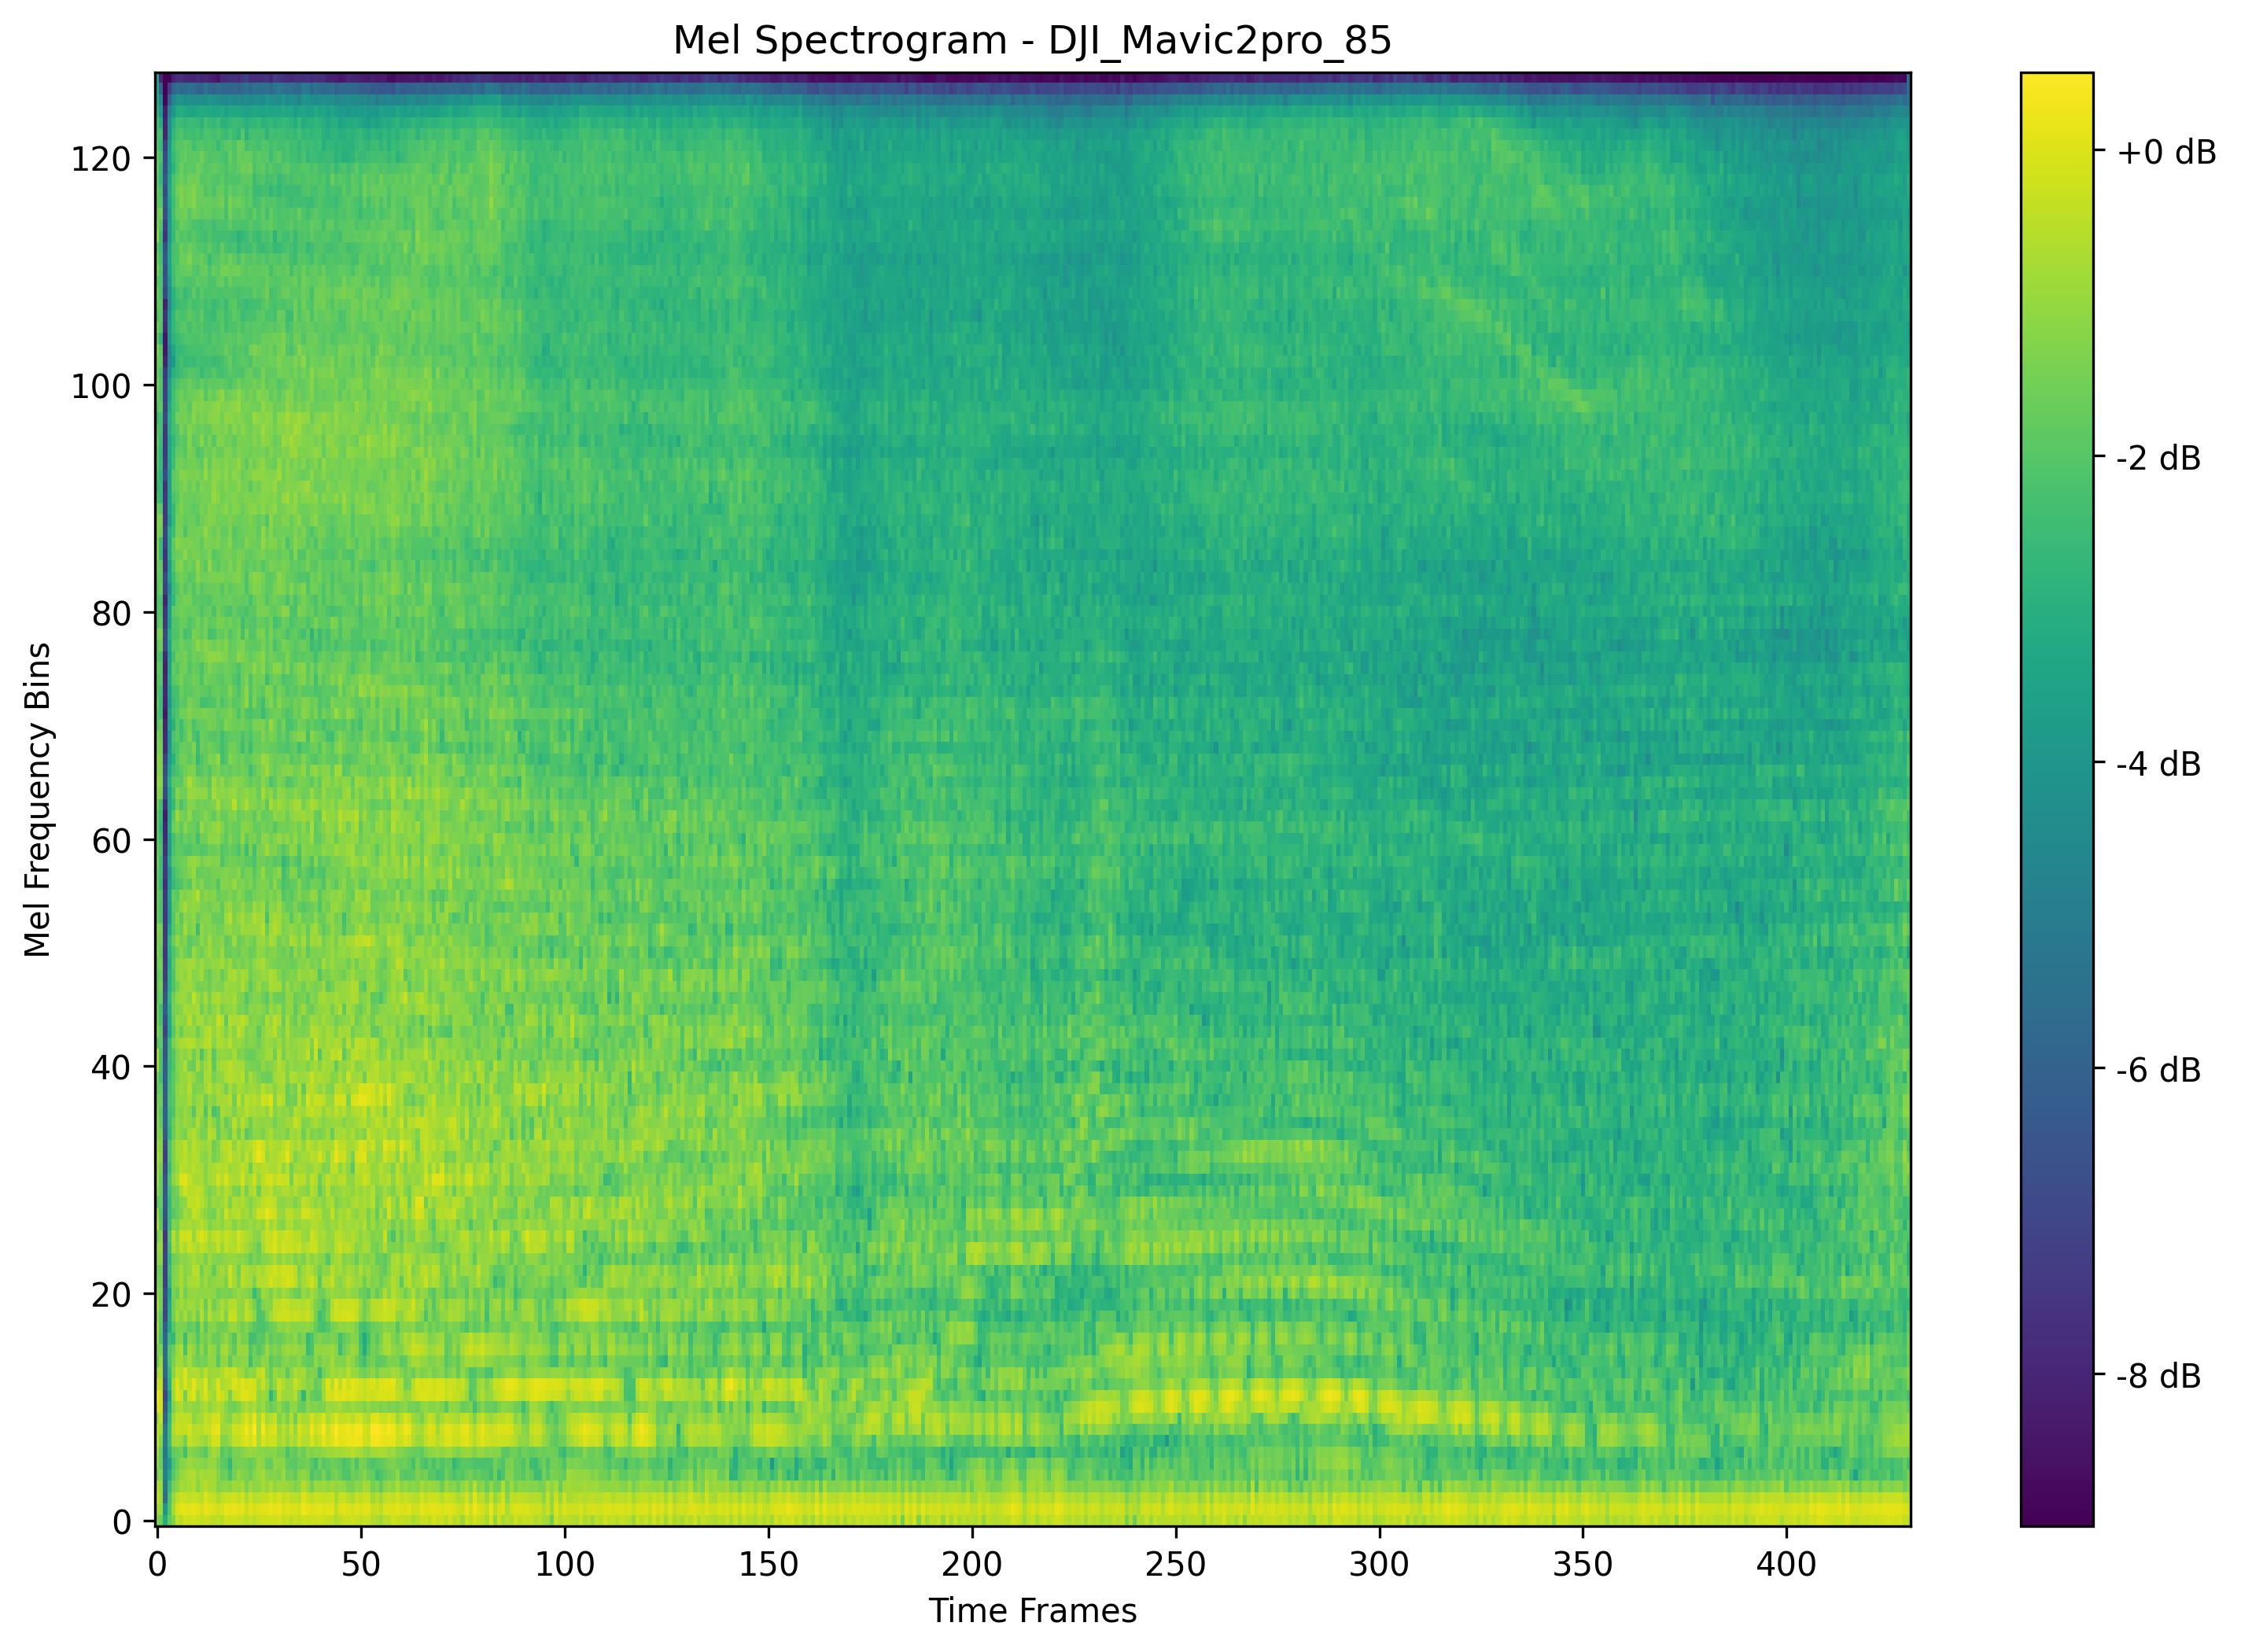 Mel Spectrogram - DJI_Mavic2pro_85
Mel Frequency Bins
120
100
80
60
40
20
0
0 50 100 150 200 250 300 350 400
Time Frames
+0 dB
-2 dB
-4 dB
-6 dB
-8 dB